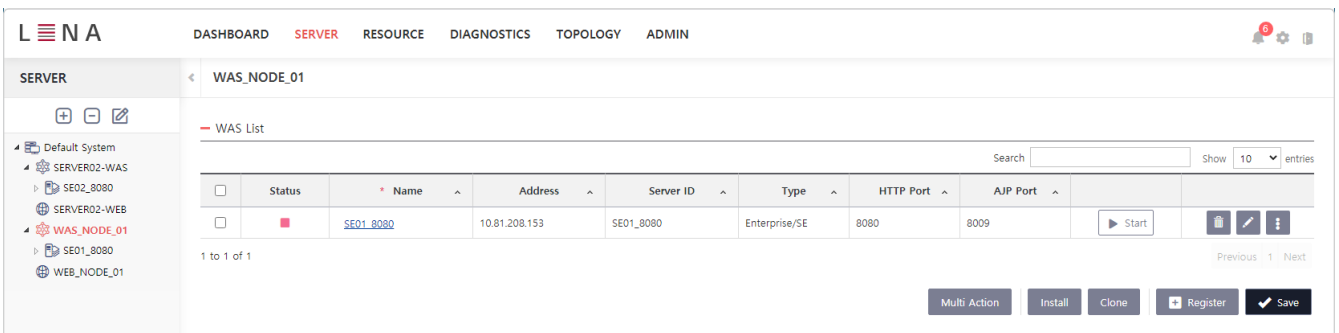 LENA
DASHBOARD SERVER RESOURCE DIAGNOSTICS TOPOLOGY ADMIN
6
SERVER
WAS_NODE_01
Default System
SERVER02-WAS
SE02_8080
SERVER02-WEB
WAS_NODE_01
SE01_8080
WEB_NODE_01
WAS List
Search Show 10 entries
Status * Name Address Server ID Type HTTP Port AJP Port
SE01_8080 10.81.208.153 SE01_8080 Enterprise/SE 8080 8009 Start
1 to 1 of 1
Previous 1 Next
Multi Action Install Clone Register Save